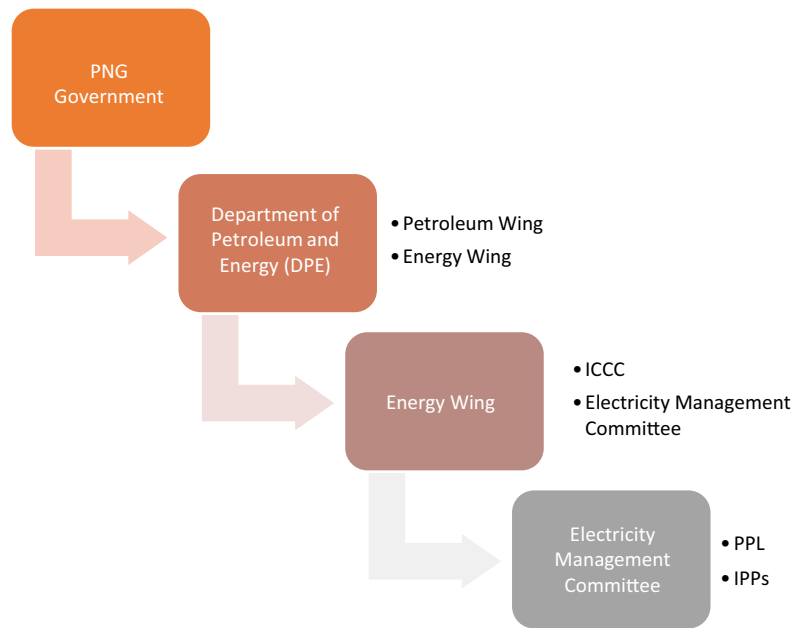 PNG
Government
Department of
Petroleum and
Energy (DPE)
• Petroleum Wing
• Energy Wing
Energy Wing
• ICCC
• Electricity Management
Committee
Electricity
Management
Committee
• PPL
• IPPs